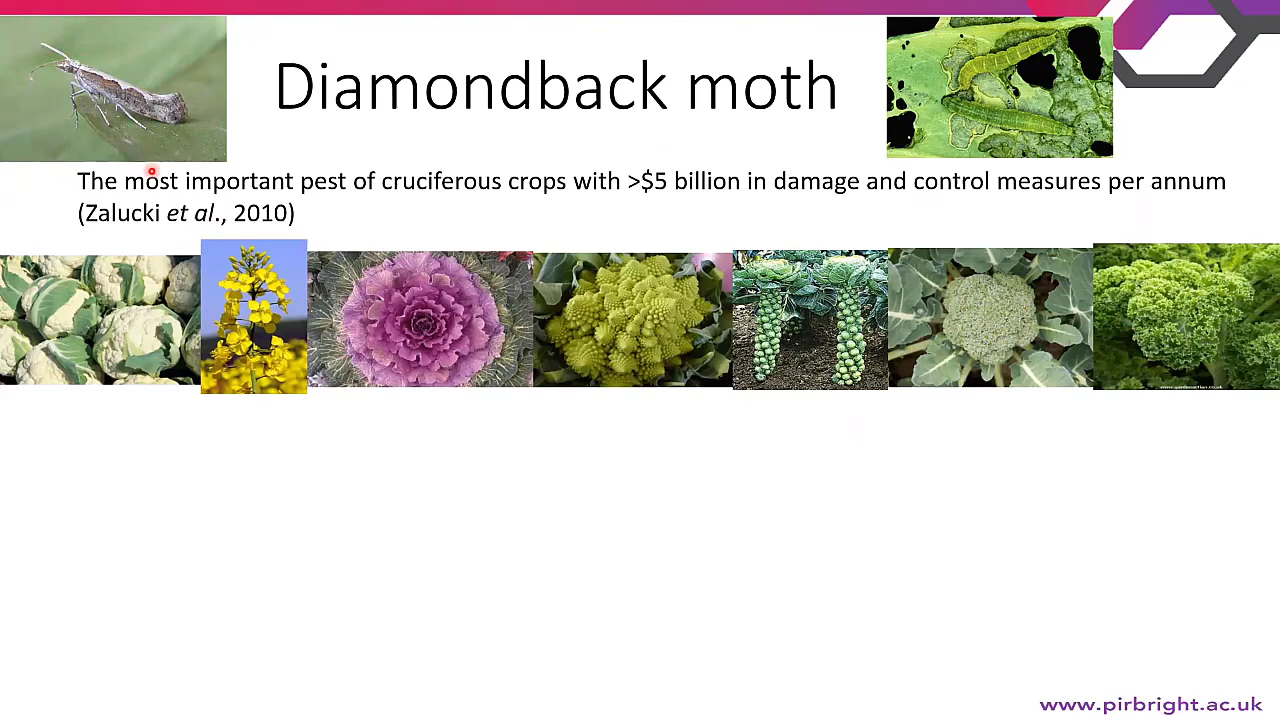 Diamondback moth
The most important pest of cruciferous crops with >$5 billion in damage and control measures per annum
(Zalucki et al., 2010)
www.pirbright.ac.uk